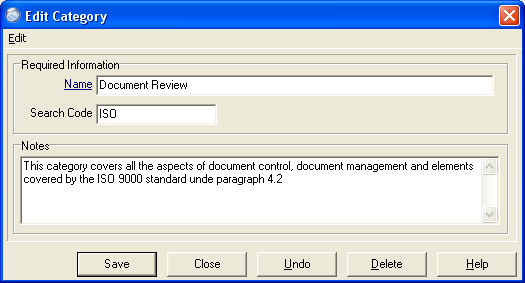 Edit Category
Edit
Required Information
Name Document Review
Search Code ISO
Notes
This category covers all the aspects of document control, document management and elements
covered by the ISO 9000 standard unde paragraph 4.2
Save Close Undo Delete Help